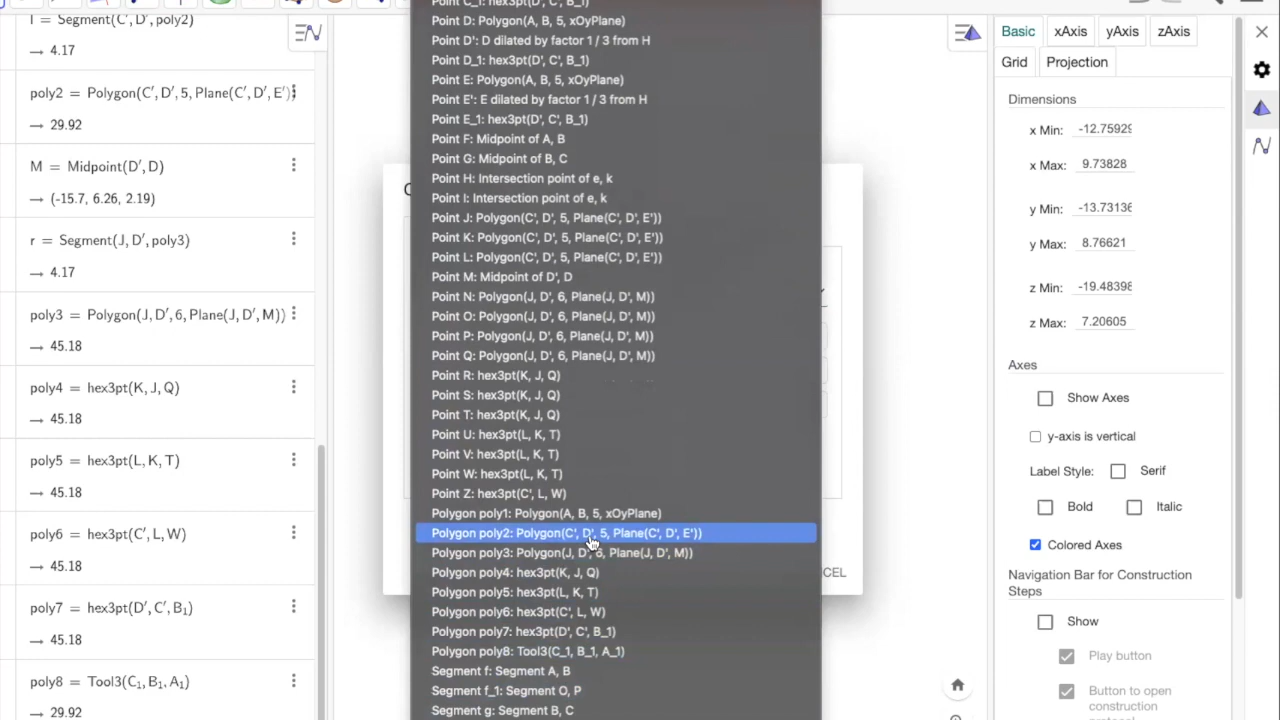 l = Segment(C′, D′, poly2)
→ 4.17
poly2 = Polygon(C′, D′, 5, Plane(C′, D′, E′))
→ 29.92
M = Midpoint(D′, D)
→ (-15.7, 6.26, 2.19)
r = Segment(J, D′, poly3)
→ 4.17
poly3 = Polygon(J, D′, 6, Plane(J, D′, M))
→ 45.18
poly4 = hex3pt(K, J, Q)
→ 45.18
poly5 = hex3pt(L, K, T)
→ 45.18
poly6 = hex3pt(C′, L, W)
→ 45.18
poly7 = hex3pt(D′, C′, B₁)
→ 45.18
poly8 = Tool3(C₁, B₁, A₁)
→ 29.92
Point C_1: hex3pt(D', C', B_1)
Point D: Polygon(A, B, 5, xOyPlane)
Point D': D dilated by factor 1 / 3 from H
Point D_1: hex3pt(D', C', B_1)
Point E: Polygon(A, B, 5, xOyPlane)
Point E': E dilated by factor 1 / 3 from H
Point E_1: hex3pt(D', C', B_1)
Point F: Midpoint of A, B
Point G: Midpoint of B, C
Point H: Intersection point of e, k
Point I: Intersection point of e, k
Point J: Polygon(C', D', 5, Plane(C', D', E'))
Point K: Polygon(C', D', 5, Plane(C', D', E'))
Point L: Polygon(C', D', 5, Plane(C', D', E'))
Point M: Midpoint of D', D
Point N: Polygon(J, D', 6, Plane(J, D', M))
Point O: Polygon(J, D', 6, Plane(J, D', M))
Point P: Polygon(J, D', 6, Plane(J, D', M))
Point Q: Polygon(J, D', 6, Plane(J, D', M))
Point R: hex3pt(K, J, Q)
Point S: hex3pt(K, J, Q)
Point T: hex3pt(K, J, Q)
Point U: hex3pt(L, K, T)
Point V: hex3pt(L, K, T)
Point W: hex3pt(L, K, T)
Point Z: hex3pt(C', L, W)
Polygon poly1: Polygon(A, B, 5, xOyPlane)
Polygon poly2: Polygon(C', D', 5, Plane(C', D', E'))
Polygon poly3: Polygon(J, D', 6, Plane(J, D', M))
Polygon poly4: hex3pt(K, J, Q)
Polygon poly5: hex3pt(L, K, T)
Polygon poly6: hex3pt(C', L, W)
Polygon poly7: hex3pt(D', C', B_1)
Polygon poly8: Tool3(C_1, B_1, A_1)
Segment f: Segment A, B
Segment f_1: Segment O, P
Segment g: Segment B, C
Basic
xAxis
yAxis
zAxis
Grid
Projection
Dimensions
x Min: -12.75929
x Max: 9.73828
y Min: -13.73136
y Max: 8.76621
z Min: -19.48398
z Max: 7.20605
Axes
Show Axes
y-axis is vertical
Label Style: Serif
Bold Italic
Colored Axes
Navigation Bar for Construction
Steps
Show
Play button
Button to open
construction